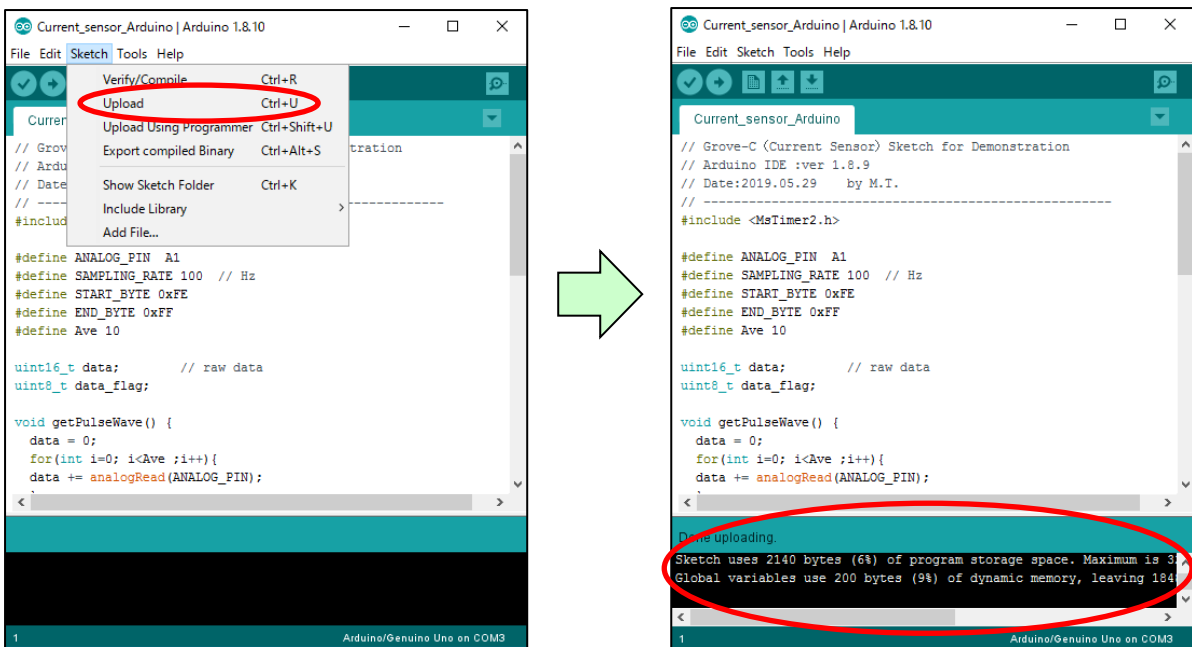 Current_sensor_Arduino | Arduino 1.8.10
File Edit Sketch Tools Help
Verify/Compile Ctrl+R
Upload Ctrl+U
Upload Using Programmer Ctrl+Shift+U
Export compiled Binary Ctrl+Alt+S
Show Sketch Folder Ctrl+K
Include Library
Add File...
Curren
// Grov tration
// Ardu
// Date
// ---- -------------
#includ
#define ANALOG_PIN A1
#define SAMPLING_RATE 100 // Hz
#define START_BYTE 0xFE
#define END_BYTE 0xFF
#define Ave 10
uint16_t data; // raw data
uint8_t data_flag;
void getPulseWave() {
data = 0;
for(int i=0; i<Ave ;i++){
data += analogRead(ANALOG_PIN);
1 Arduino/Genuino Uno on COM3
Current_sensor_Arduino | Arduino 1.8.10
File Edit Sketch Tools Help
Current_sensor_Arduino
// Grove-C (Current Sensor) Sketch for Demonstration
// Arduino IDE :ver 1.8.9
// Date:2019.05.29 by M.T.
// -------------------------------------------------------
#include <MsTimer2.h>
#define ANALOG_PIN A1
#define SAMPLING_RATE 100 // Hz
#define START_BYTE 0xFE
#define END_BYTE 0xFF
#define Ave 10
uint16_t data; // raw data
uint8_t data_flag;
void getPulseWave() {
data = 0;
for(int i=0; i<Ave ;i++){
data += analogRead(ANALOG_PIN);
Done uploading.
Sketch uses 2140 bytes (6%) of program storage space. Maximum is 3
Global variables use 200 bytes (9%) of dynamic memory, leaving 184
1 Arduino/Genuino Uno on COM3